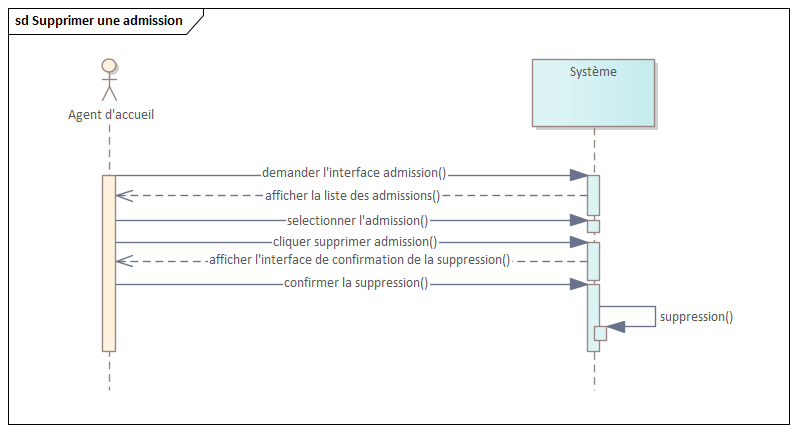 sd Supprimer une admission
Système
Agent d'accueil
demander l'interface admission()
afficher la liste des admissions()
selectionner l'admission()
cliquer supprimer admission()
afficher l'interface de confirmation de la suppression()
confirmer la suppression()
suppression()